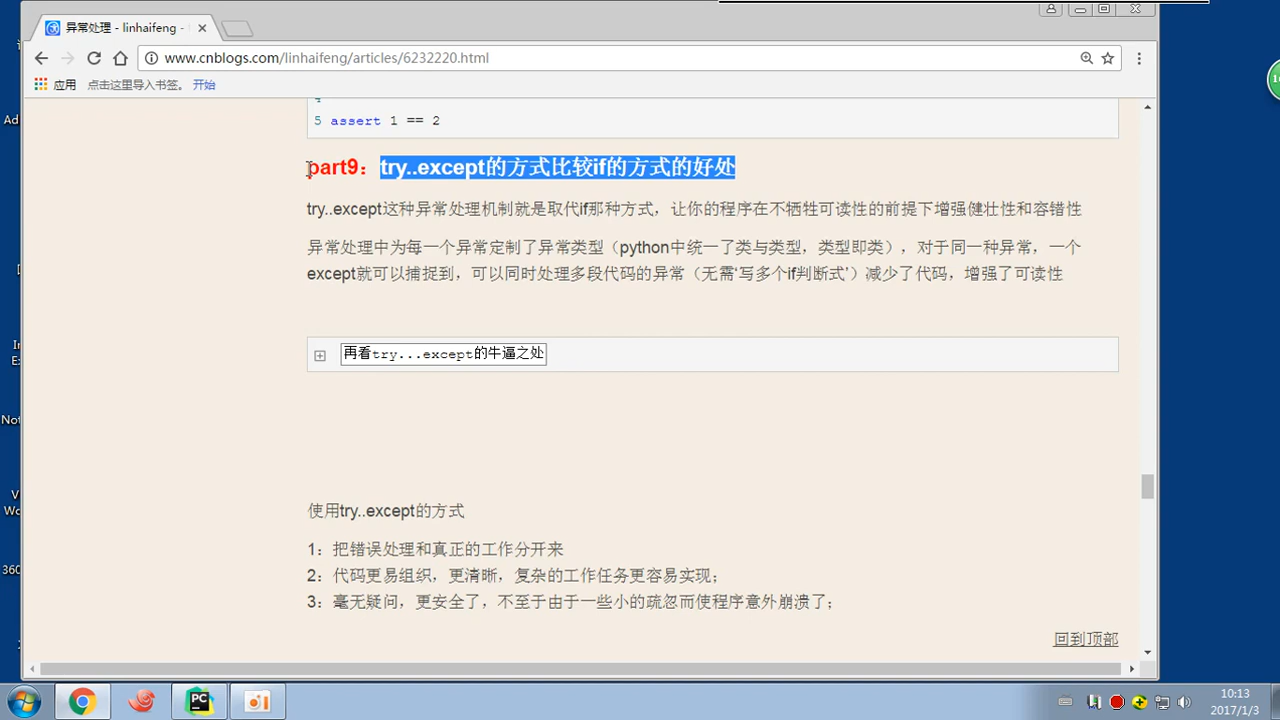 异常处理 - linhaifeng -
www.cnblogs.com/linhaifeng/articles/6232220.html
应用 点击这里导入书签。 开始
5 assert 1 == 2
part9：try..except的方式比较if的方式的好处
try..except这种异常处理机制就是取代if那种方式，让你的程序在不牺牲可读性的前提下增强健壮性和容错性
异常处理中为每一个异常定制了异常类型（python中统一了类与类型，类型即类），对于同一种异常，一个
except就可以捕捉到，可以同时处理多段代码的异常（无需‘写多个if判断式’）减少了代码，增强了可读性
再看try...except的牛逼之处
使用try..except的方式
1：把错误处理和真正的工作分开来
2：代码更易组织，更清晰，复杂的工作任务更容易实现；
3：毫无疑问，更安全了，不至于由于一些小的疏忽而使程序意外崩溃了；
回到顶部
Ad
Not
360
PC
10:13
2017/1/3